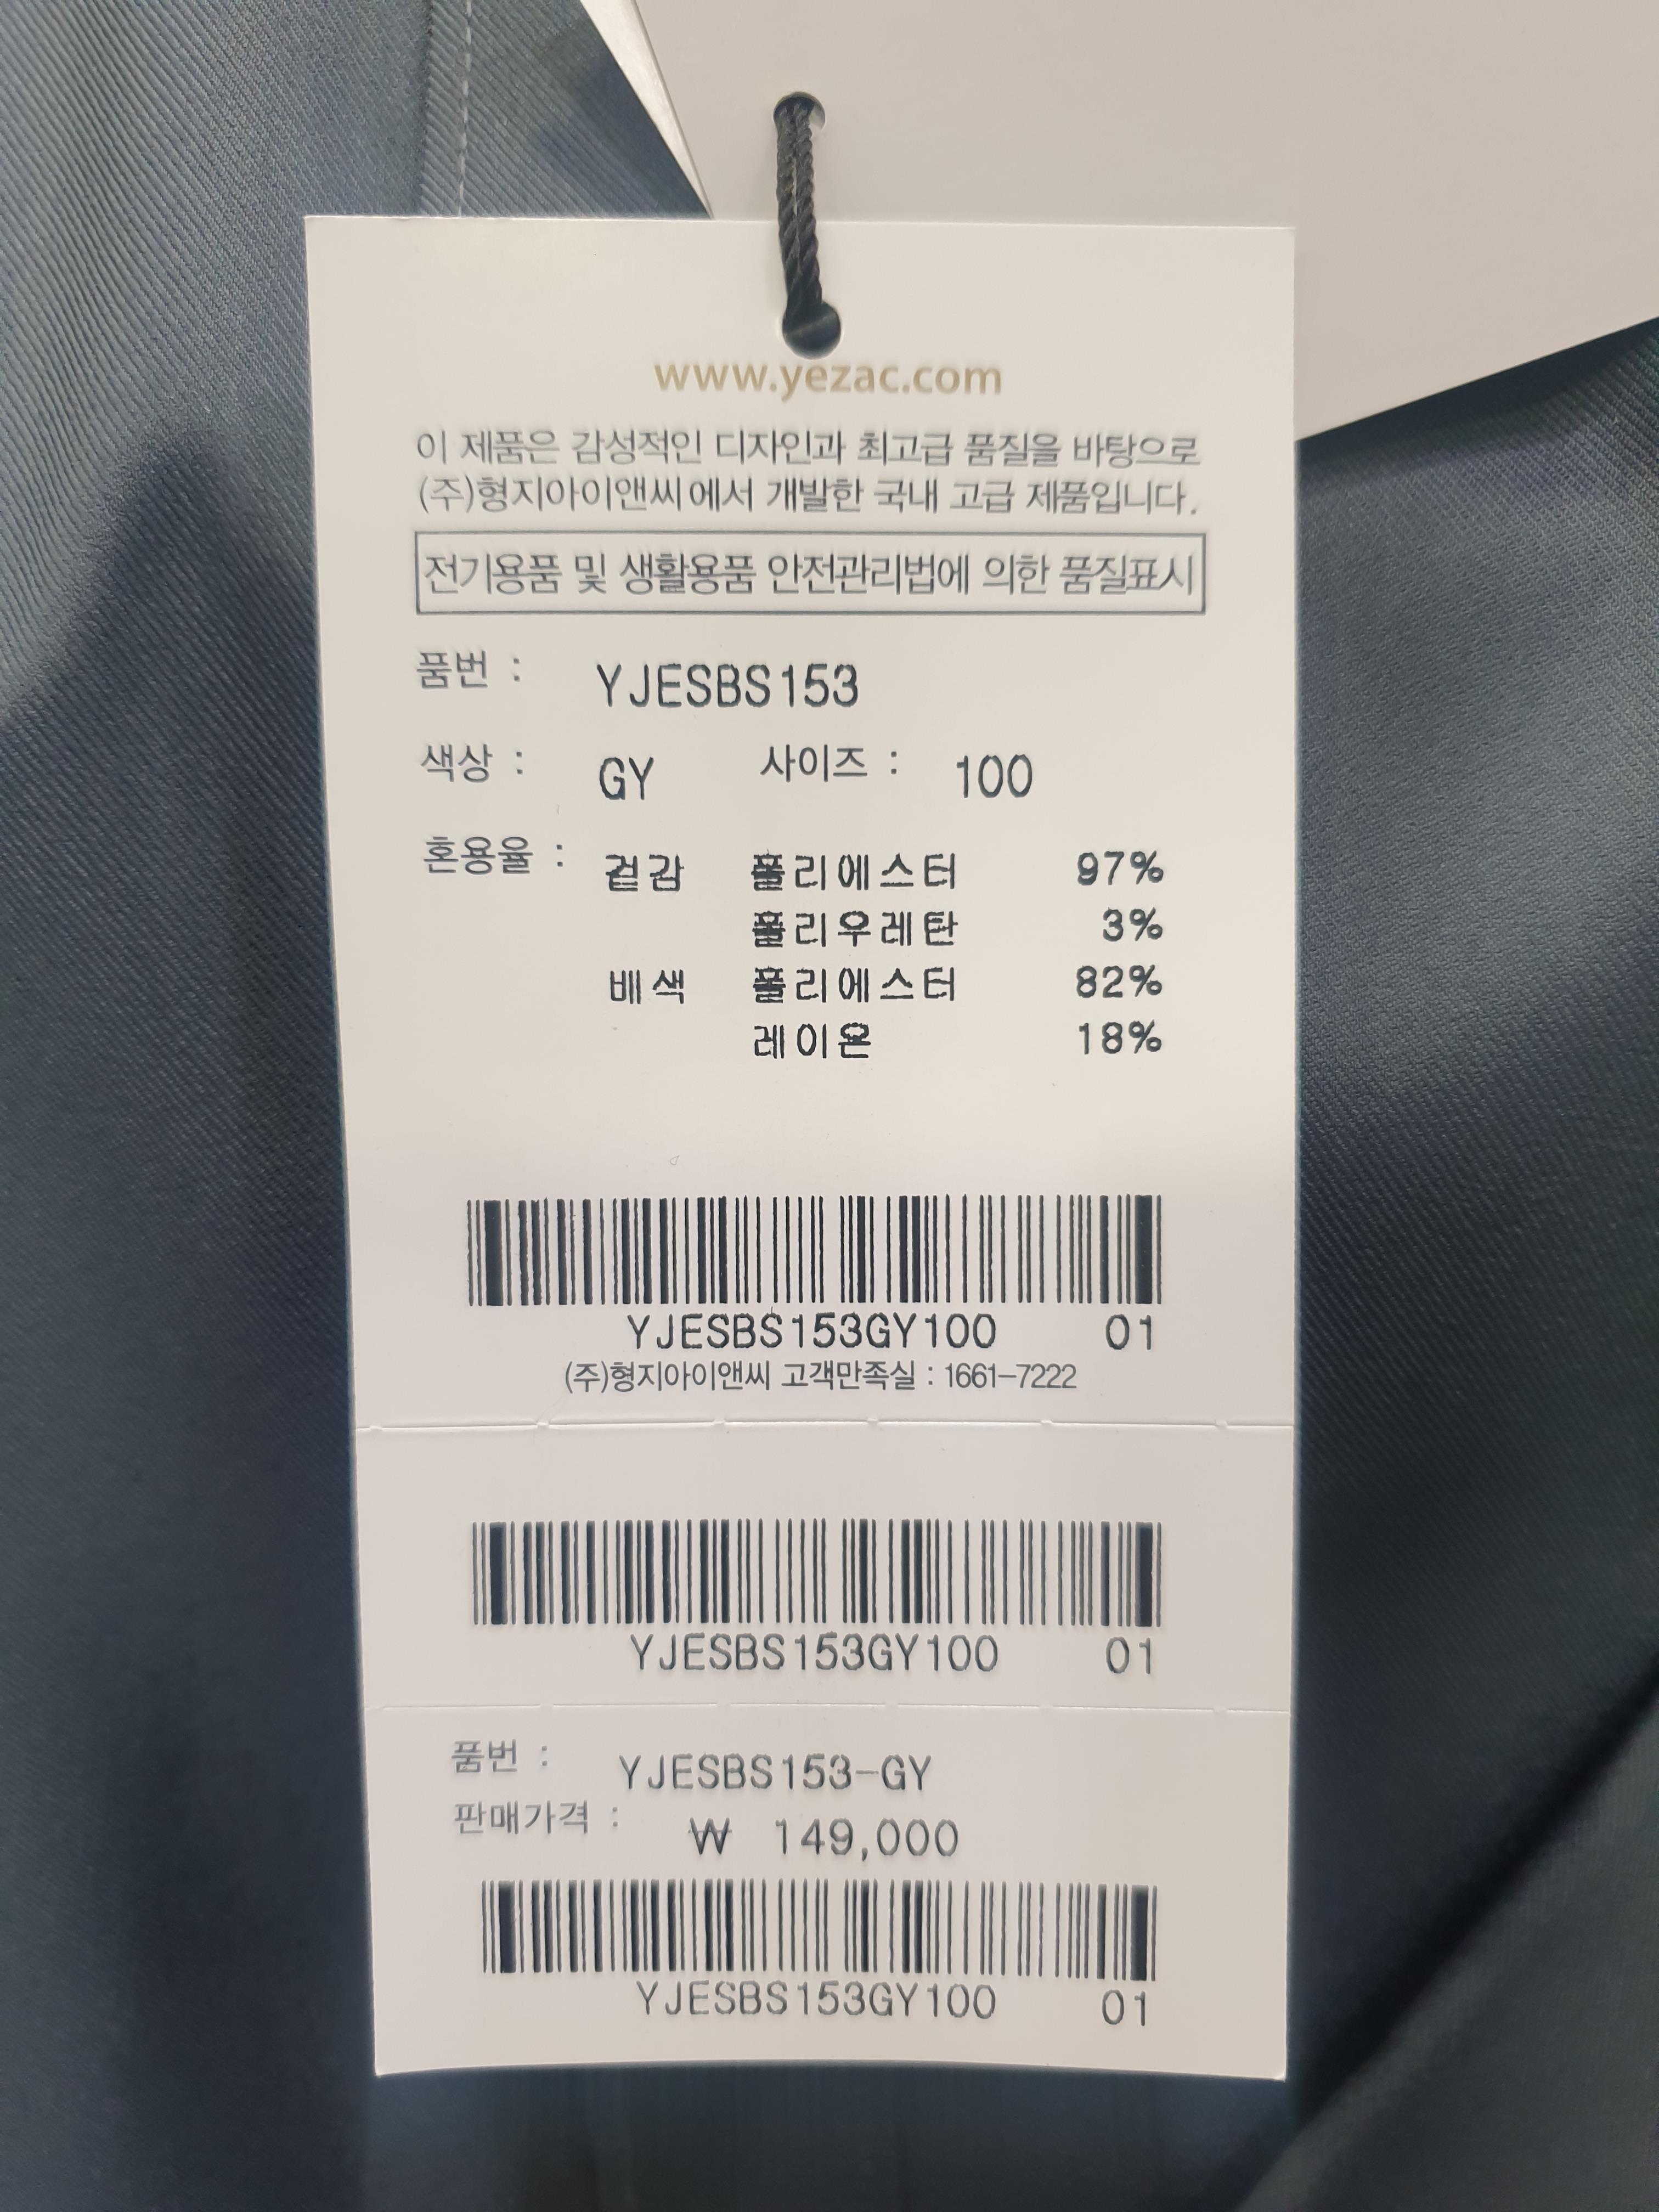 www.yezac.com
이 제품은 감성적인 디자인과 최고급 품질을 바탕으로
(주)형지아이앤씨에서 개발한 국내 고급 제품입니다.
전기용품 및 생활용품 안전관리법에 의한 품질표시
품번 : YJESBS153
색상 : GY 사이즈 : 100
혼용율 : 겉감 폴리에스터 97%
폴리우레탄 3%
배색 폴리에스터 82%
레이온 18%
YJESBS153GY100 01
(주)형지아이앤씨 고객만족실 : 1661-7222
YJESBS153GY100 01
품번 : YJESBS153-GY
판매가격 : ₩ 149,000
YJESBS153GY100 01